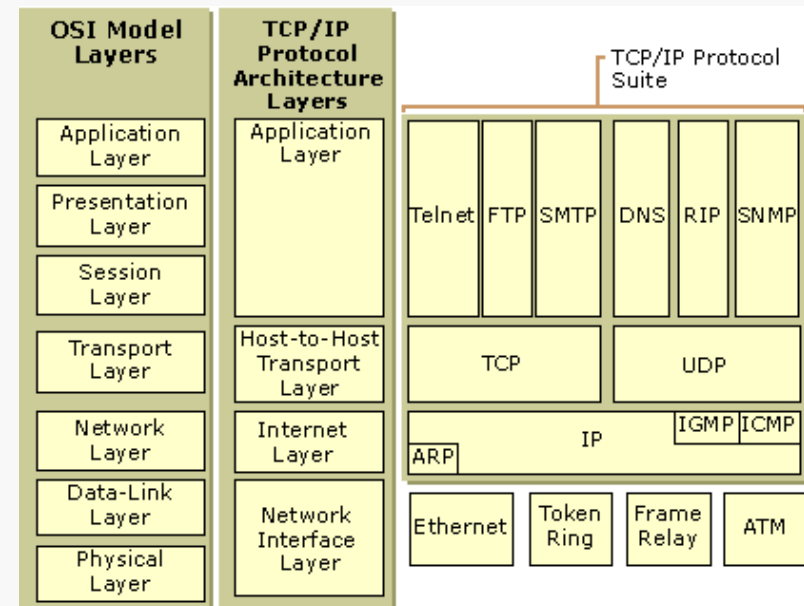 OSI Model
Layers
TCP/IP
Protocol
Architecture
Layers
TCP/IP Protocol
Suite
Application
Layer
Presentation
Layer
Session
Layer
Transport
Layer
Network
Layer
Data-Link
Layer
Physical
Layer
Application
Layer
Host-to-Host
Transport
Layer
Internet
Layer
Network
Interface
Layer
Telnet
FTP
SMTP
DNS
RIP
SNMP
TCP
UDP
IP
IGMP
ICMP
ARP
Ethernet
Token
Ring
Frame
Relay
ATM